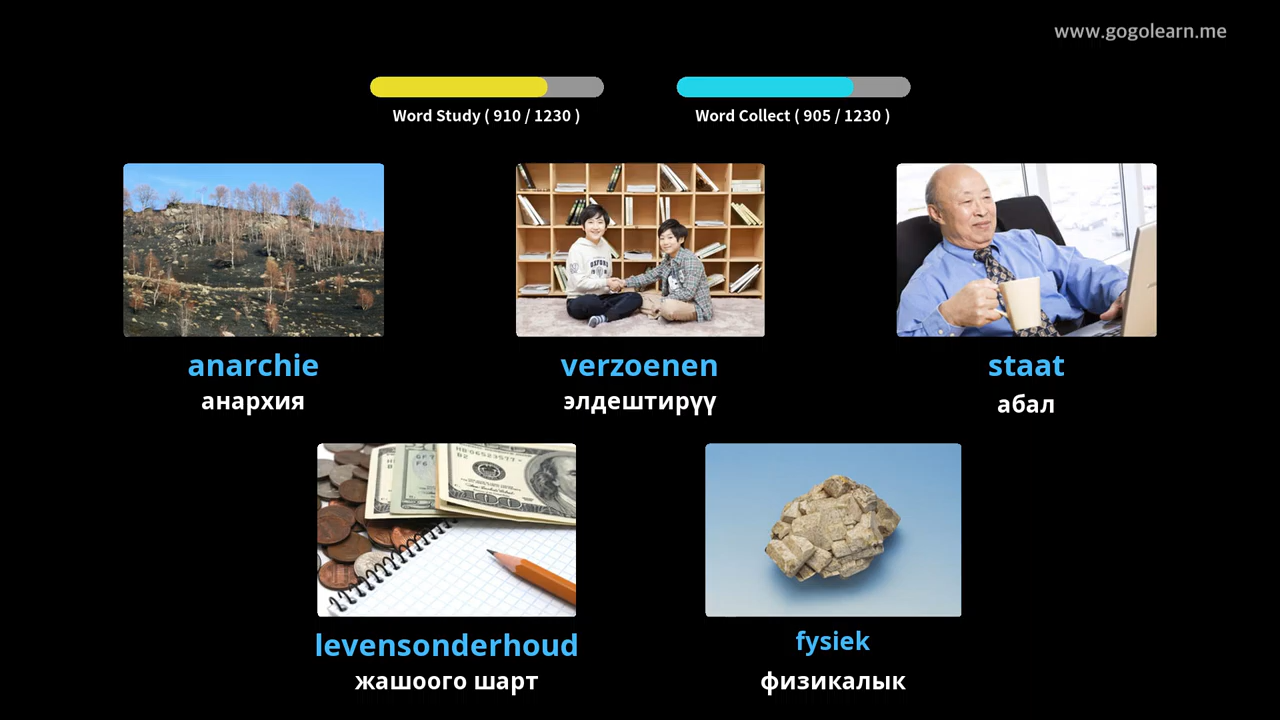 www.gogolearn.me
Word Study ( 910 / 1230 )
Word Collect ( 905 / 1230 )
OXFORD
anarchie
анархия
verzoenen
элдештирүү
staat
абал
levensonderhoud
жашоого шарт
fysiek
физикалык